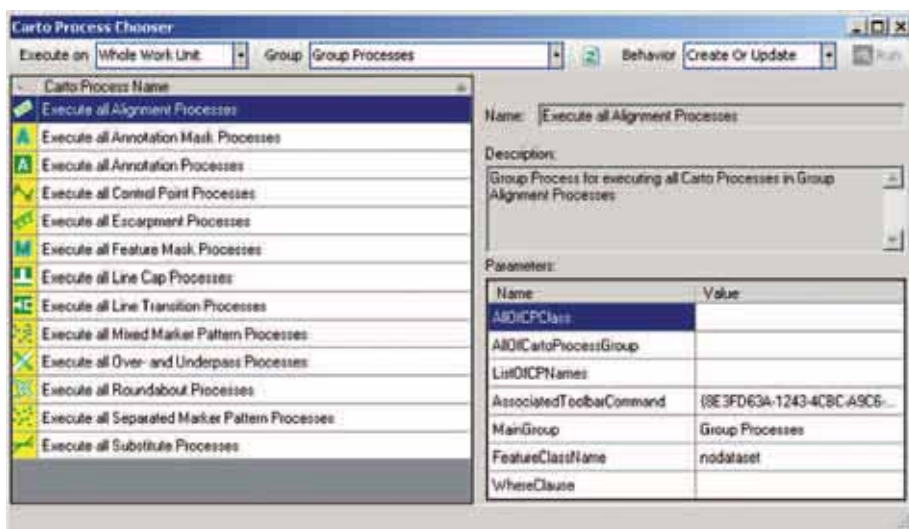 Carto Process Chooser
Execute on Whole Work Unit Group Group Processes Behavior Create Or Update Run
Carto Process Name
Execute all Alignment Processes
Execute all Annotation Mask Processes
Execute all Annotation Processes
Execute all Control Point Processes
Execute all Escarpment Processes
Execute all Feature Mask Processes
Execute all Line Cap Processes
Execute all Line Transition Processes
Execute all Mixed Marker Pattern Processes
Execute all Over- and Underpass Processes
Execute all Roundabout Processes
Execute all Separated Marker Pattern Processes
Execute all Substitute Processes
Name: Execute all Alignment Processes
Description:
Group Process for executing all Carto Processes in Group
Alignment Processes
Parameters:
Name Value
AllOfCPClass
AllOfCartoProcessGroup
ListOfCPNames
AssociatedToolbarCommand {8E3FD63A-1243-4CBC-A9C6-...
MainGroup Group Processes
FeatureClassName nodataset
WhereClause